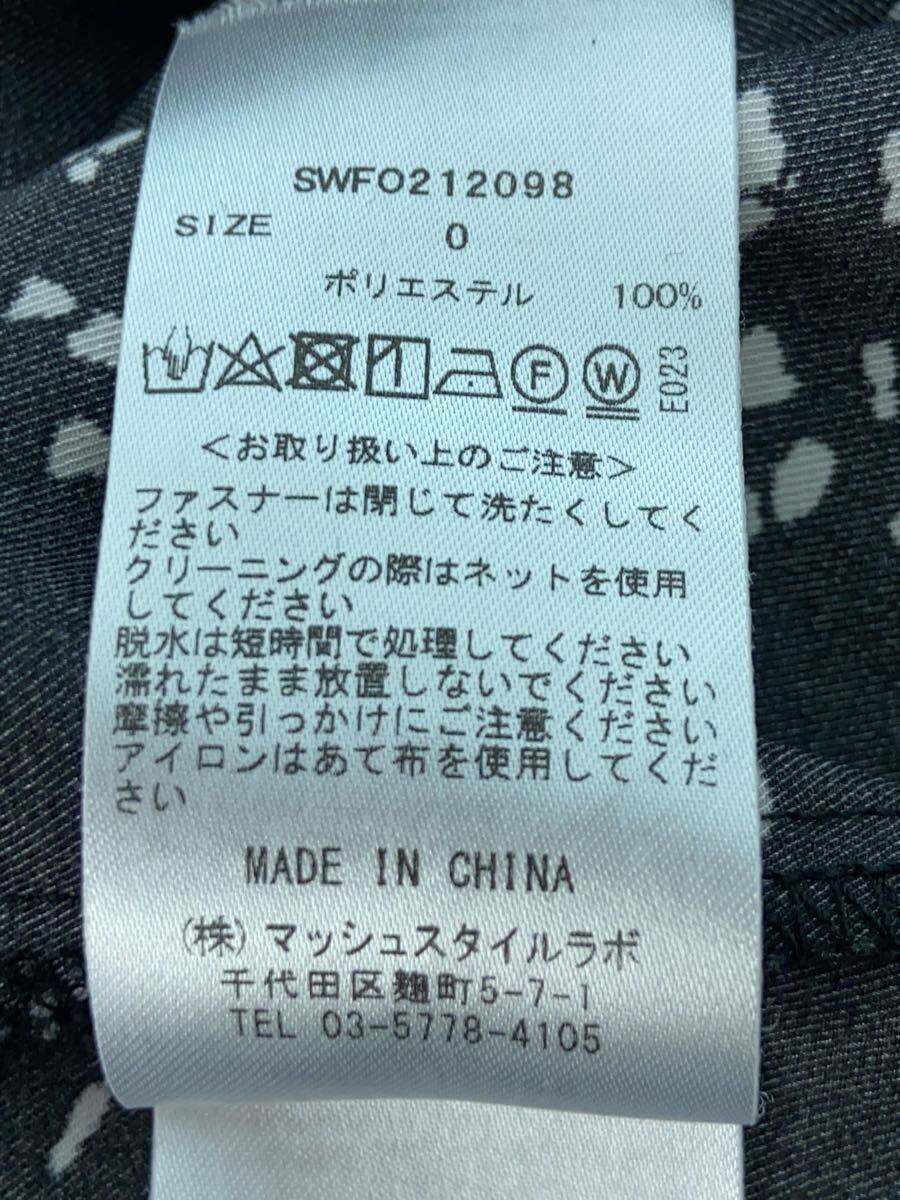 SWFO212098
SIZE 0
ポリエステル 100%
F W E023
<お取り扱い上のご注意>
ファスナーは閉じて洗たくしてく
ださい
クリーニングの際はネットを使用
してください
脱水は短時間で処理してください
濡れたまま放置しないでください
摩擦や引っかけにご注意ください
アイロンはあて布を使用してくだ
さい
MADE IN CHINA
(株)マッシュスタイルラボ
千代田区麹町5-7-1
TEL 03-5778-4105